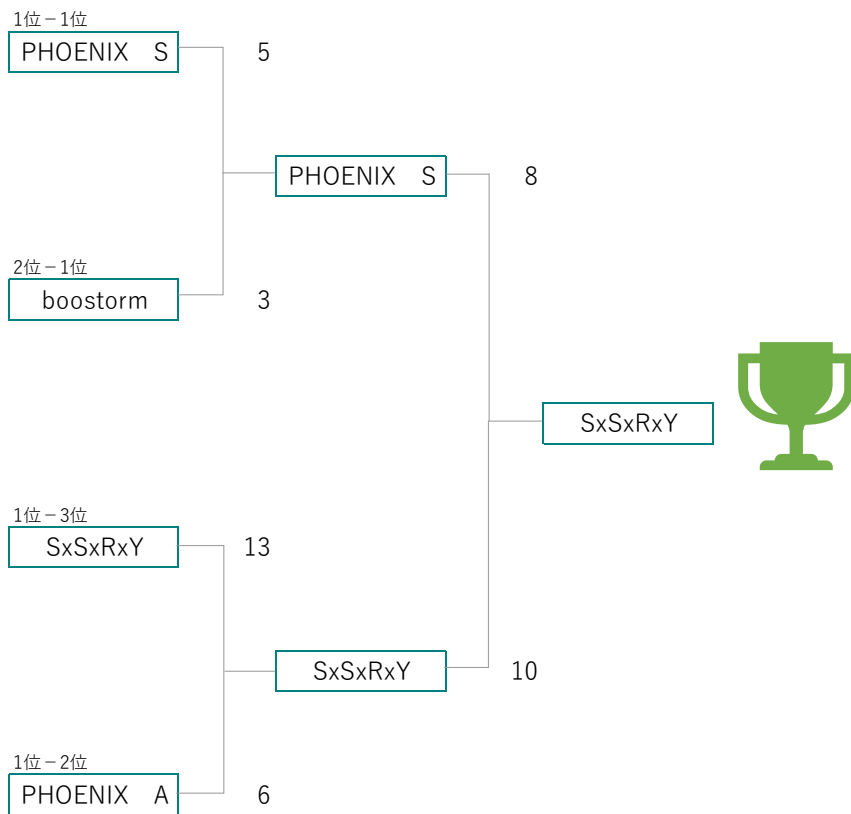 1位－1位
PHOENIX　S
5
PHOENIX　S
8
2位－1位
boostorm
3
SxSxRxY
1位－3位
SxSxRxY
13
SxSxRxY
10
1位－2位
PHOENIX　A
6